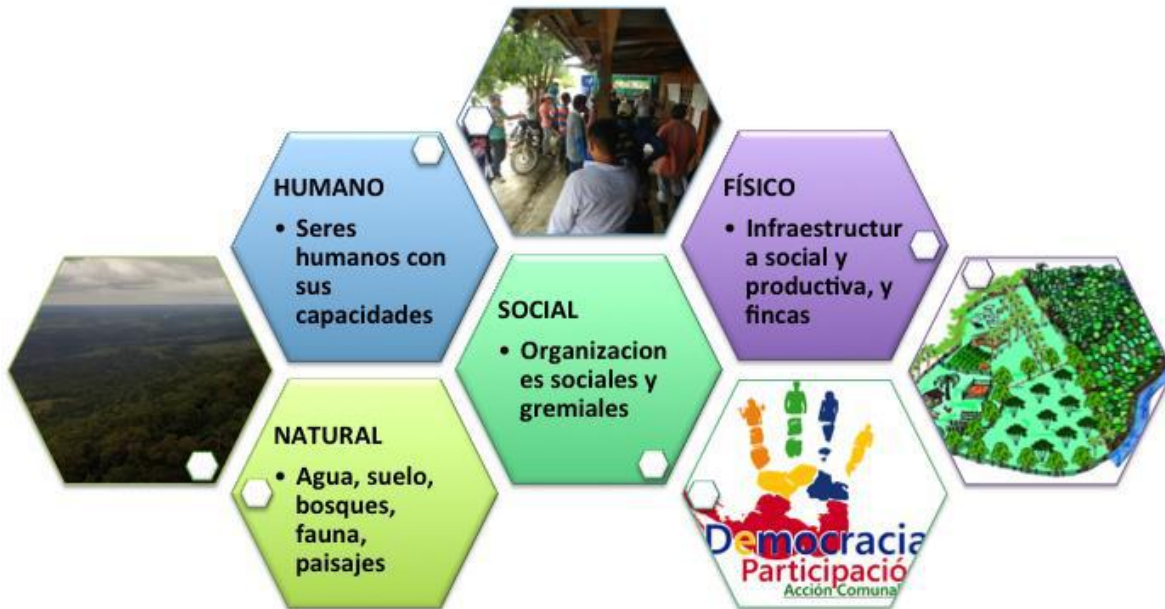 HUMANO
• Seres
humanos con
sus
capacidades
FÍSICO
• Infraestructur
a social y
productiva, y
fincas
SOCIAL
• Organizacion
es sociales y
gremiales
NATURAL
• Agua, suelo,
bosques,
fauna,
paisajes
Democracia
Participació
Acción Comunal